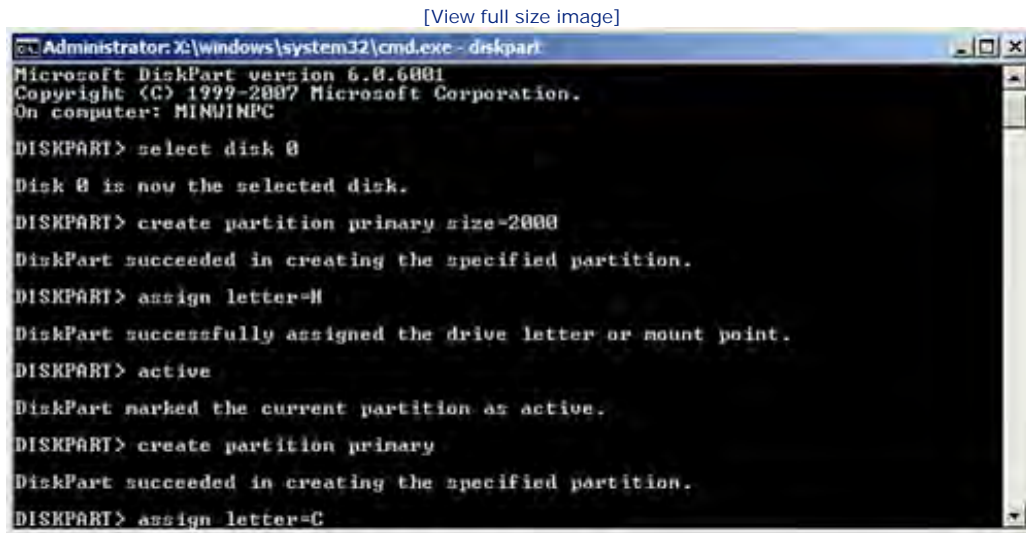 [View full size image]
Administrator: X:\windows\system32\cmd.exe - diskpart
Microsoft DiskPart version 6.0.6001
Copyright (C) 1999-2007 Microsoft Corporation.
On computer: MINWINPC
DISKPART> select disk 0
Disk 0 is now the selected disk.
DISKPART> create partition primary size=2000
DiskPart succeeded in creating the specified partition.
DISKPART> assign letter=M
DiskPart successfully assigned the drive letter or mount point.
DISKPART> active
DiskPart marked the current partition as active.
DISKPART> create partition primary
DiskPart succeeded in creating the specified partition.
DISKPART> assign letter=C